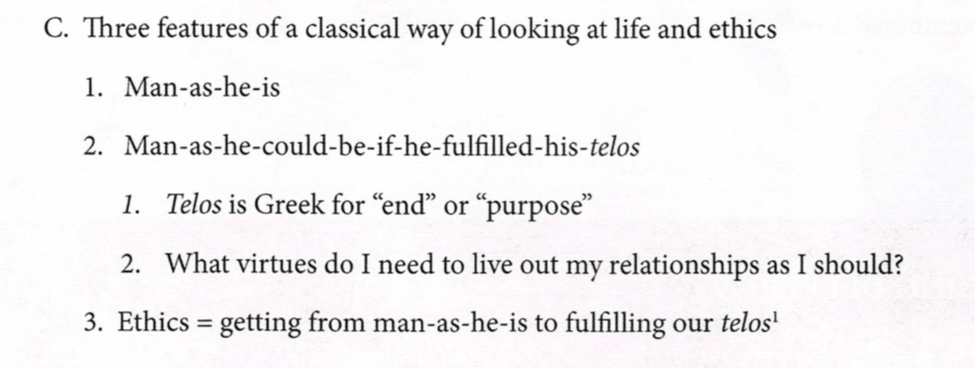 C. Three features of a classical way of looking at life and ethics
1. Man-as-he-is
2. Man-as-he-could-be-if-he-fulfilled-his-telos
1. Telos is Greek for “end” or “purpose”
2. What virtues do I need to live out my relationships as I should?
3. Ethics = getting from man-as-he-is to fulfilling our telos¹